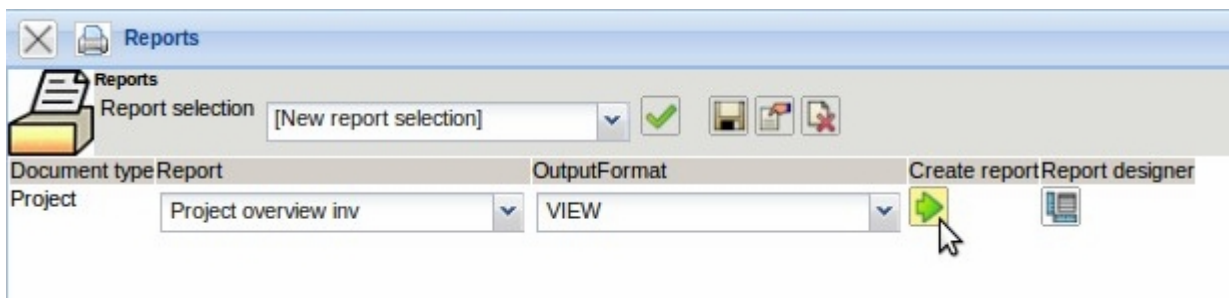 Reports
Reports
Report selection [New report selection]
Document type Report OutputFormat Create report Report designer
Project Project overview inv VIEW